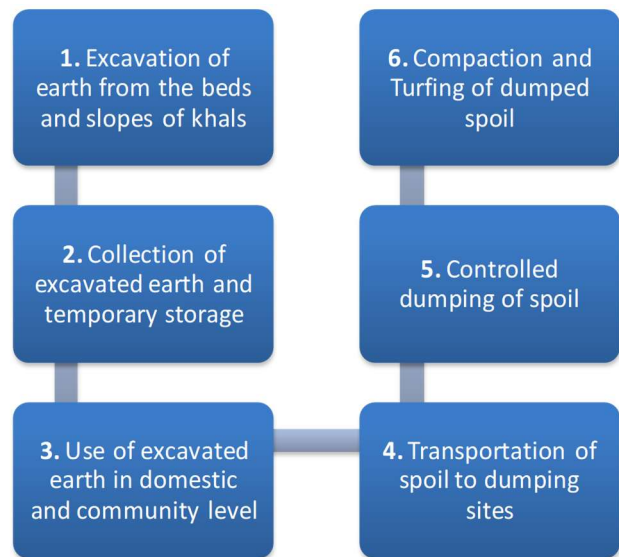 1. Excavation of
earth from the beds
and slopes of khals
2. Collection of
excavated earth and
temporary storage
3. Use of excavated
earth in domestic
and community level
4. Transportation of
spoil to dumping
sites
5. Controlled
dumping of spoil
6. Compaction and
Turfing of dumped
spoil